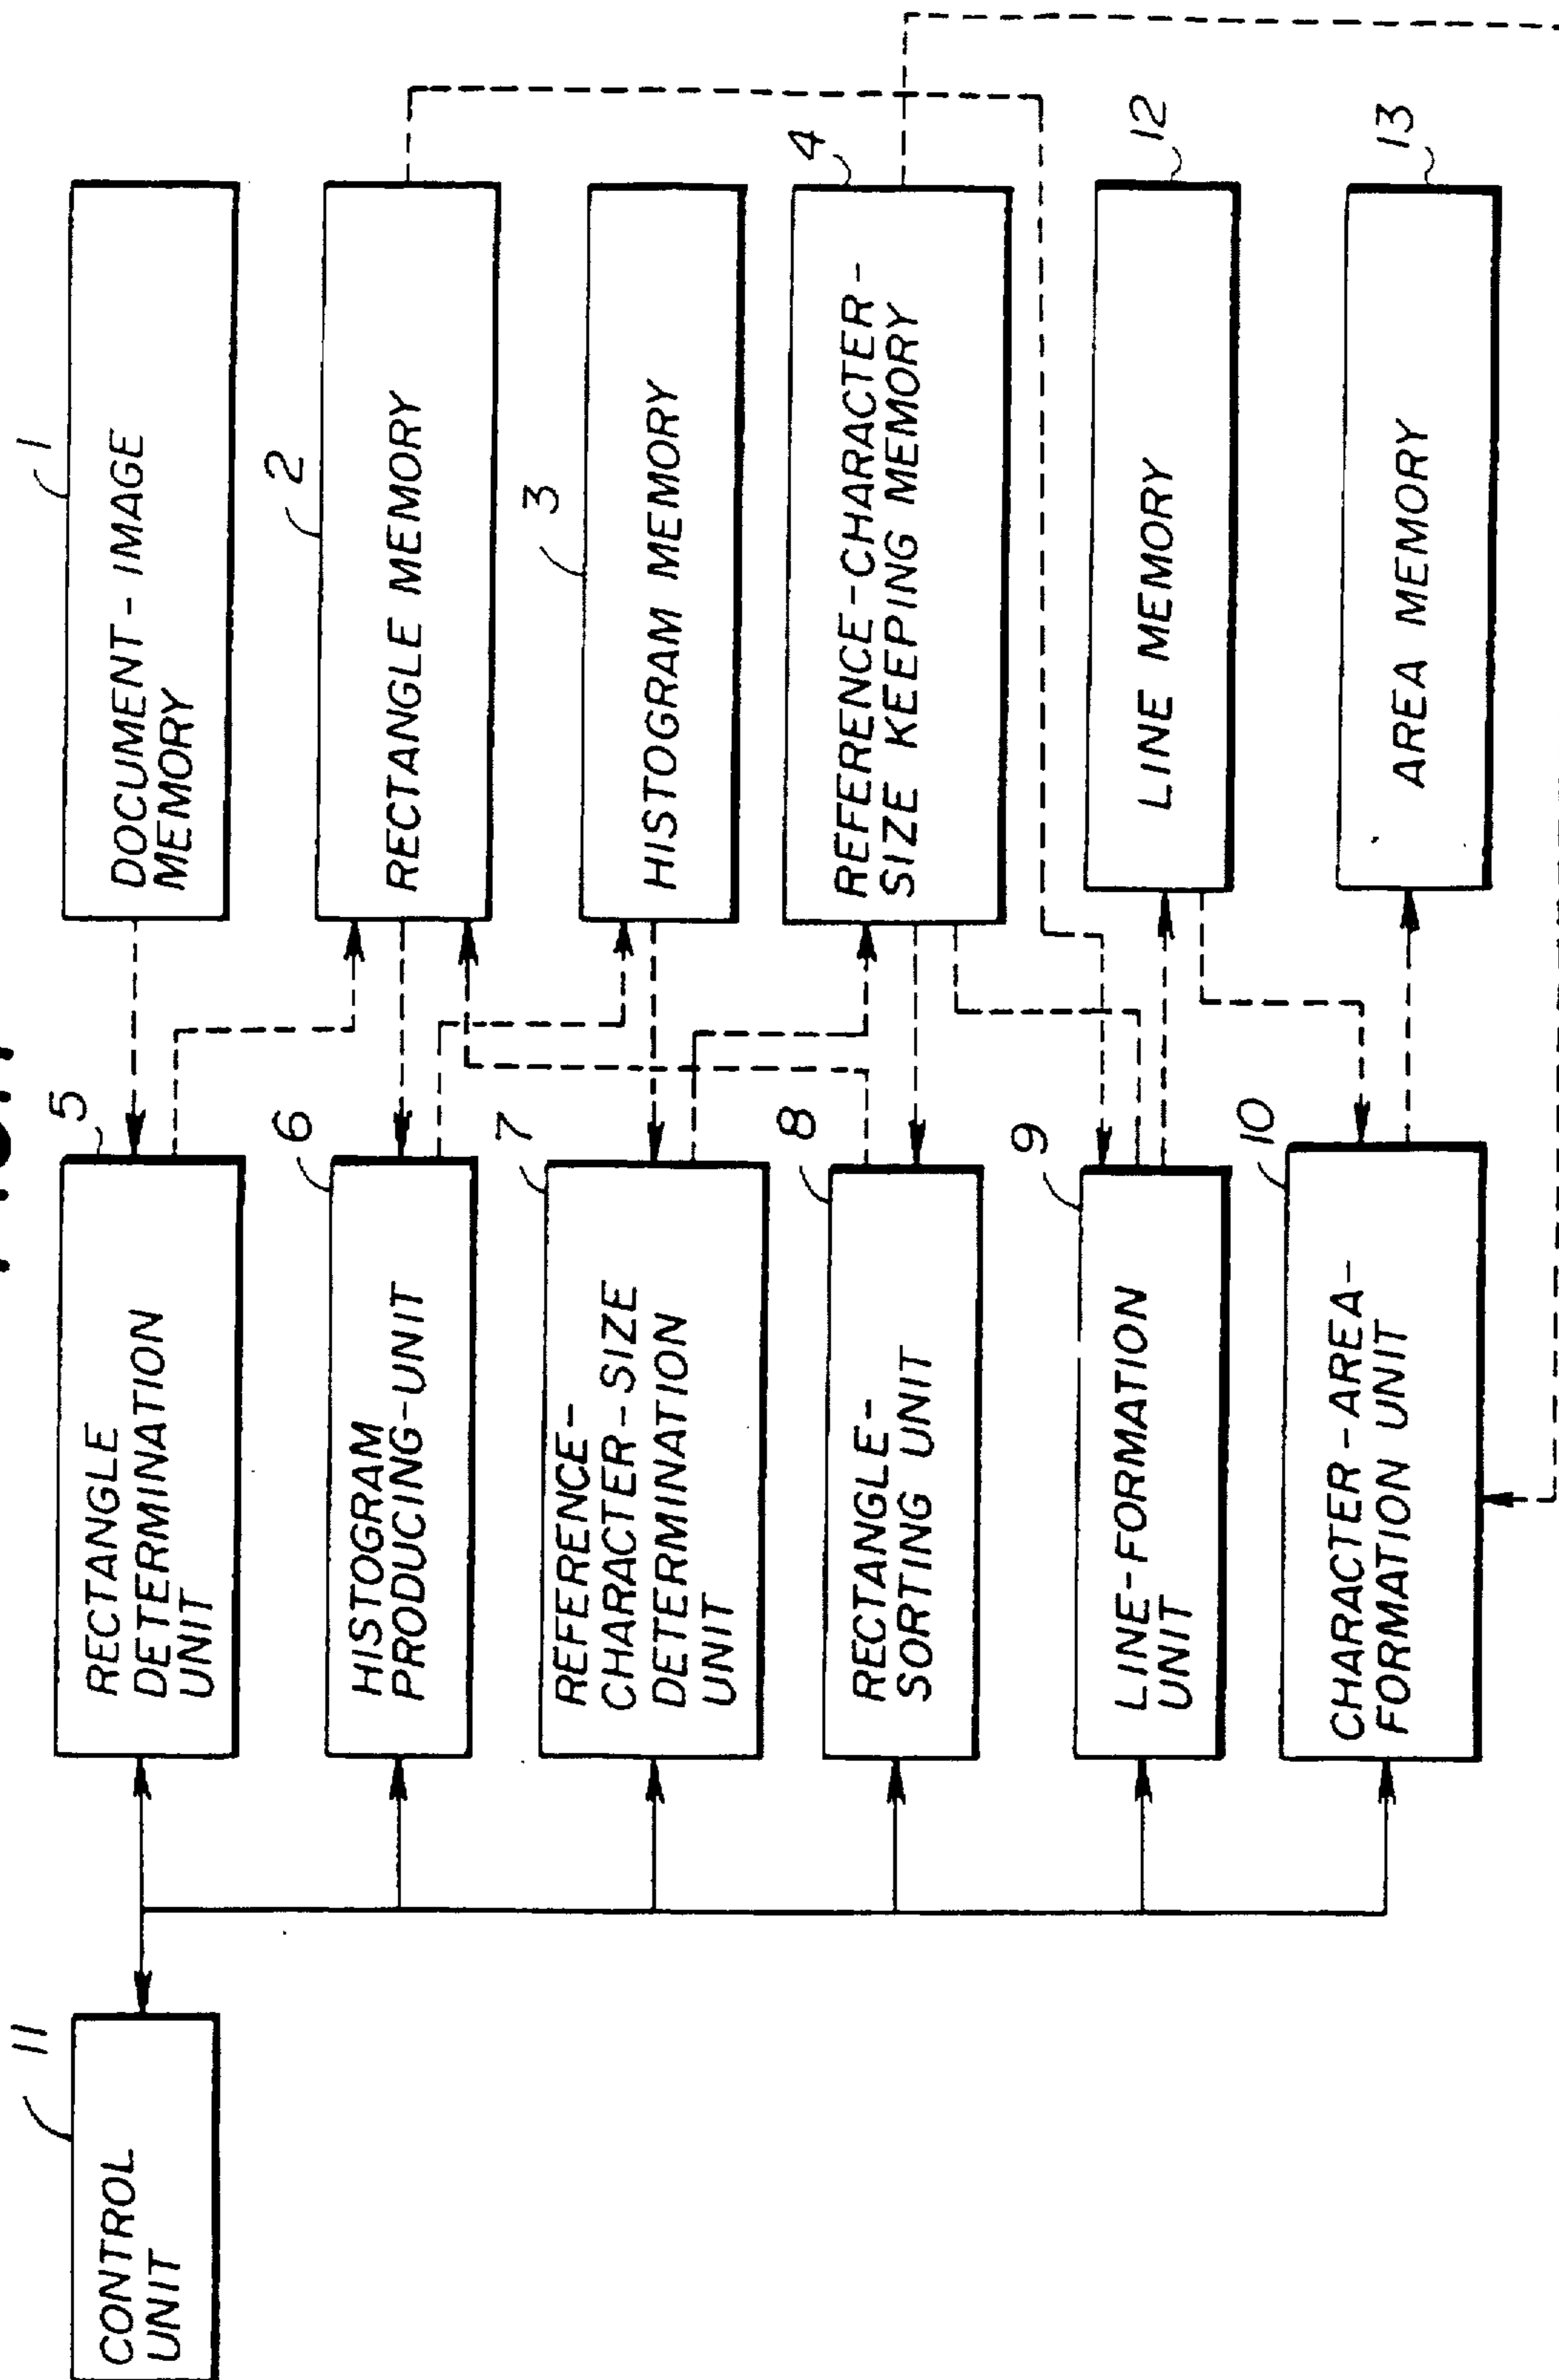 11
CONTROL
UNIT
5
RECTANGLE
DETERMINATION
UNIT
6
HISTOGRAM
PRODUCING-UNIT
7
REFERENCE-
CHARACTER-SIZE
DETERMINATION
UNIT
8
RECTANGLE-
SORTING UNIT
9
LINE-FORMATION
UNIT
10
CHARACTER-AREA-
FORMATION UNIT
1
DOCUMENT-IMAGE
MEMORY
2
RECTANGLE MEMORY
3
HISTOGRAM MEMORY
4
REFERENCE-CHARACTER-
SIZE KEEPING MEMORY
12
LINE MEMORY
13
AREA MEMORY